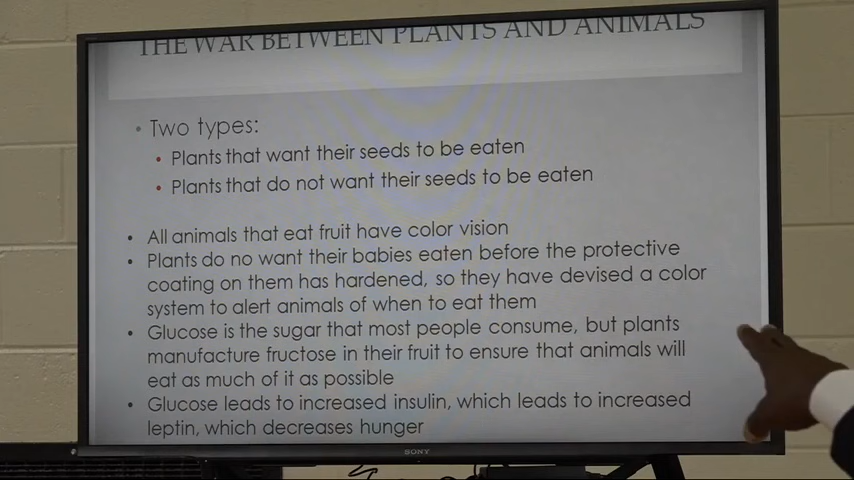 THE WAR BETWEEN PLANTS AND ANIMALS
• Two types:
• Plants that want their seeds to be eaten
• Plants that do not want their seeds to be eaten
• All animals that eat fruit have color vision
• Plants do no want their babies eaten before the protective
coating on them has hardened, so they have devised a color
system to alert animals of when to eat them
• Glucose is the sugar that most people consume, but plants
manufacture fructose in their fruit to ensure that animals will
eat as much of it as possible
• Glucose leads to increased insulin, which leads to increased
leptin, which decreases hunger
SONY